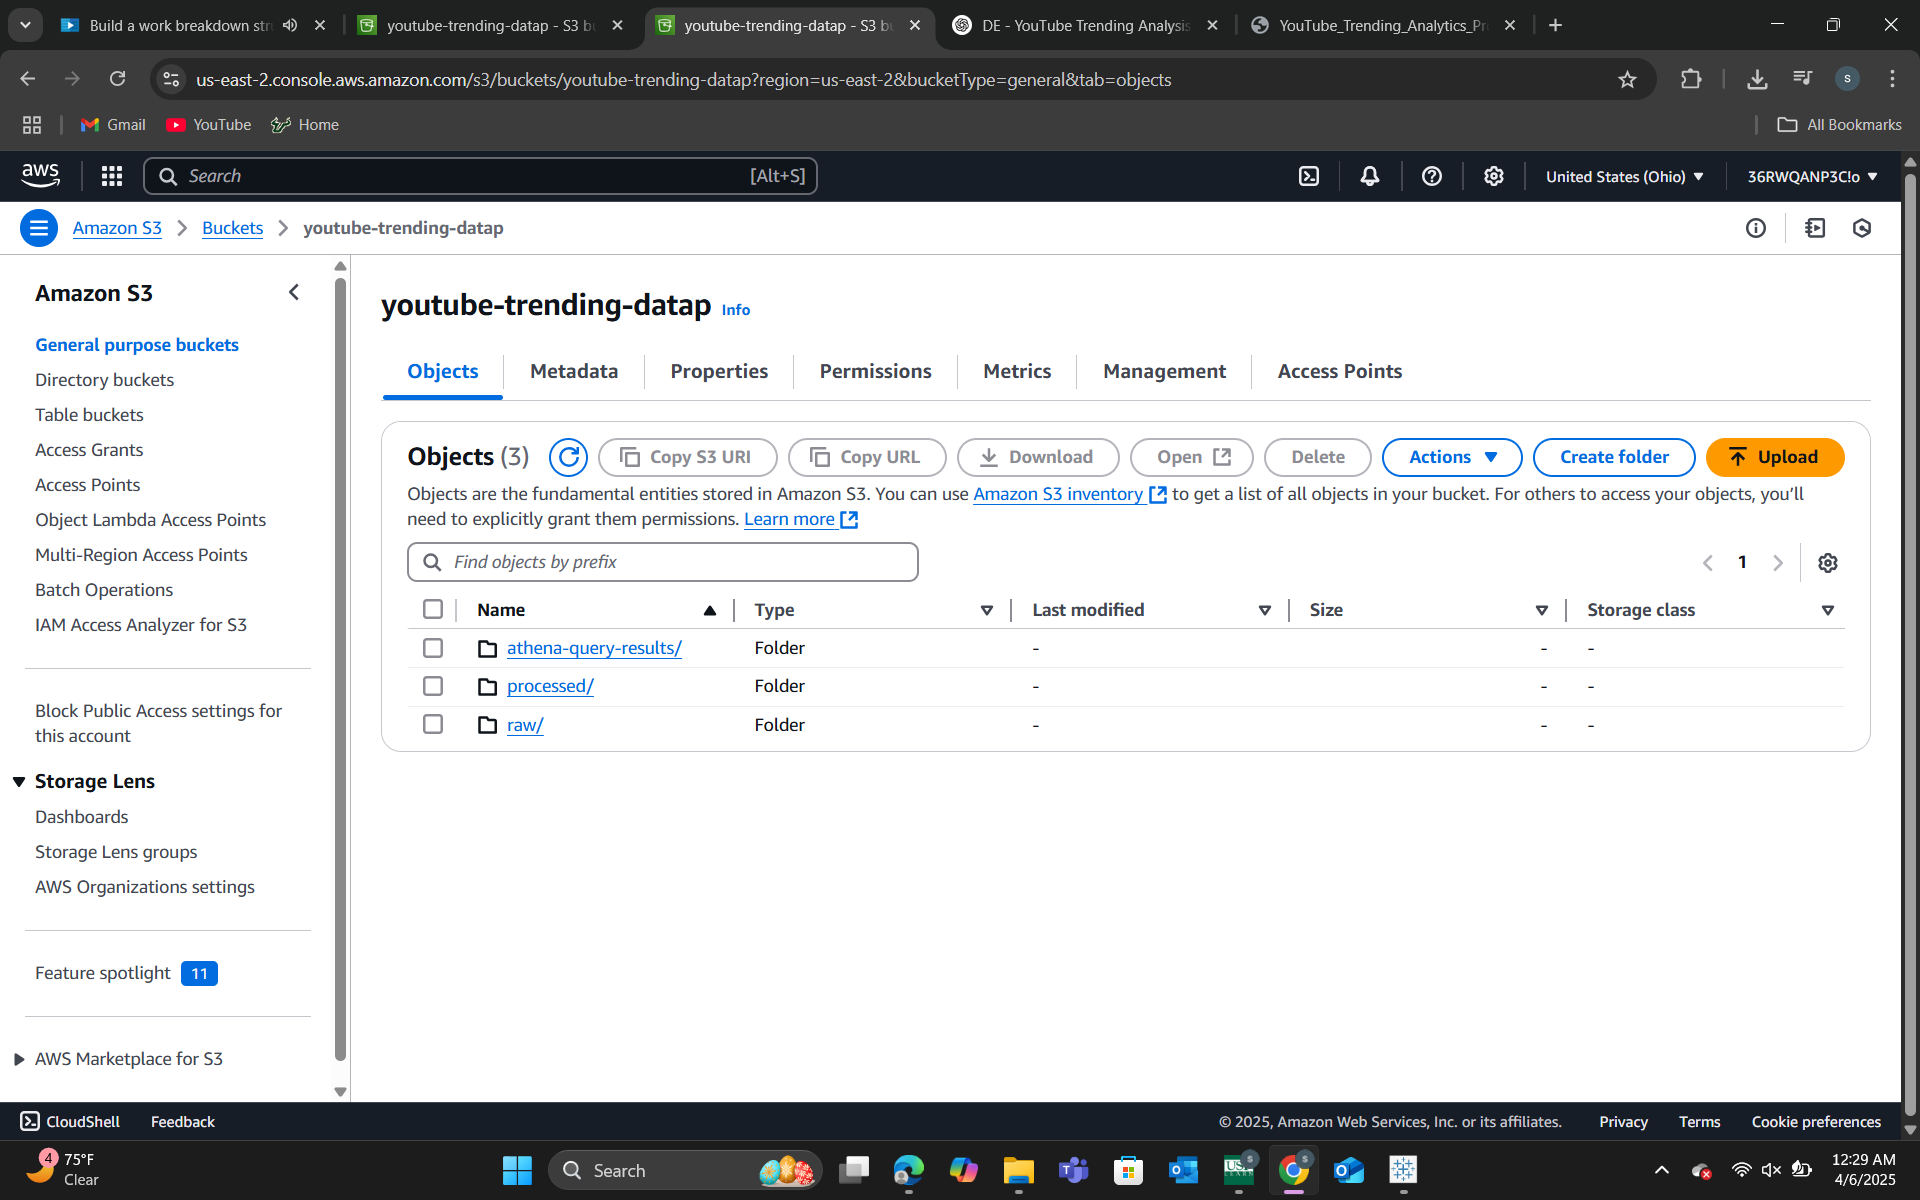 Build a work breakdown str
youtube-trending-datap - S3 bu
youtube-trending-datap - S3 bu
DE - YouTube Trending Analysis
YouTube_Trending_Analytics_Pr
us-east-2.console.aws.amazon.com/s3/buckets/youtube-trending-datap?region=us-east-2&bucketType=general&tab=objects
S
Gmail
YouTube
Home
All Bookmarks
aws
Search
[Alt+S]
United States (Ohio)
36RWQANP3C!o
Amazon S3
Buckets
youtube-trending-datap
Amazon S3
General purpose buckets
Directory buckets
Table buckets
Access Grants
Access Points
Object Lambda Access Points
Multi-Region Access Points
Batch Operations
IAM Access Analyzer for S3
Block Public Access settings for
this account
Storage Lens
Dashboards
Storage Lens groups
AWS Organizations settings
Feature spotlight 11
AWS Marketplace for S3
youtube-trending-datap Info
Objects
Metadata
Properties
Permissions
Metrics
Management
Access Points
Objects (3)
Copy S3 URI
Copy URL
Download
Open
Delete
Actions
Create folder
Upload
Objects are the fundamental entities stored in Amazon S3. You can use Amazon S3 inventory to get a list of all objects in your bucket. For others to access your objects, you'll
need to explicitly grant them permissions. Learn more
Find objects by prefix
1
Name Type Last modified Size Storage class
athena-query-results/ Folder - - -
processed/ Folder - - -
raw/ Folder - - -
CloudShell
Feedback
© 2025, Amazon Web Services, Inc. or its affiliates.
Privacy
Terms
Cookie preferences
4
75°F
Clear
Search
12:29 AM
4/6/2025